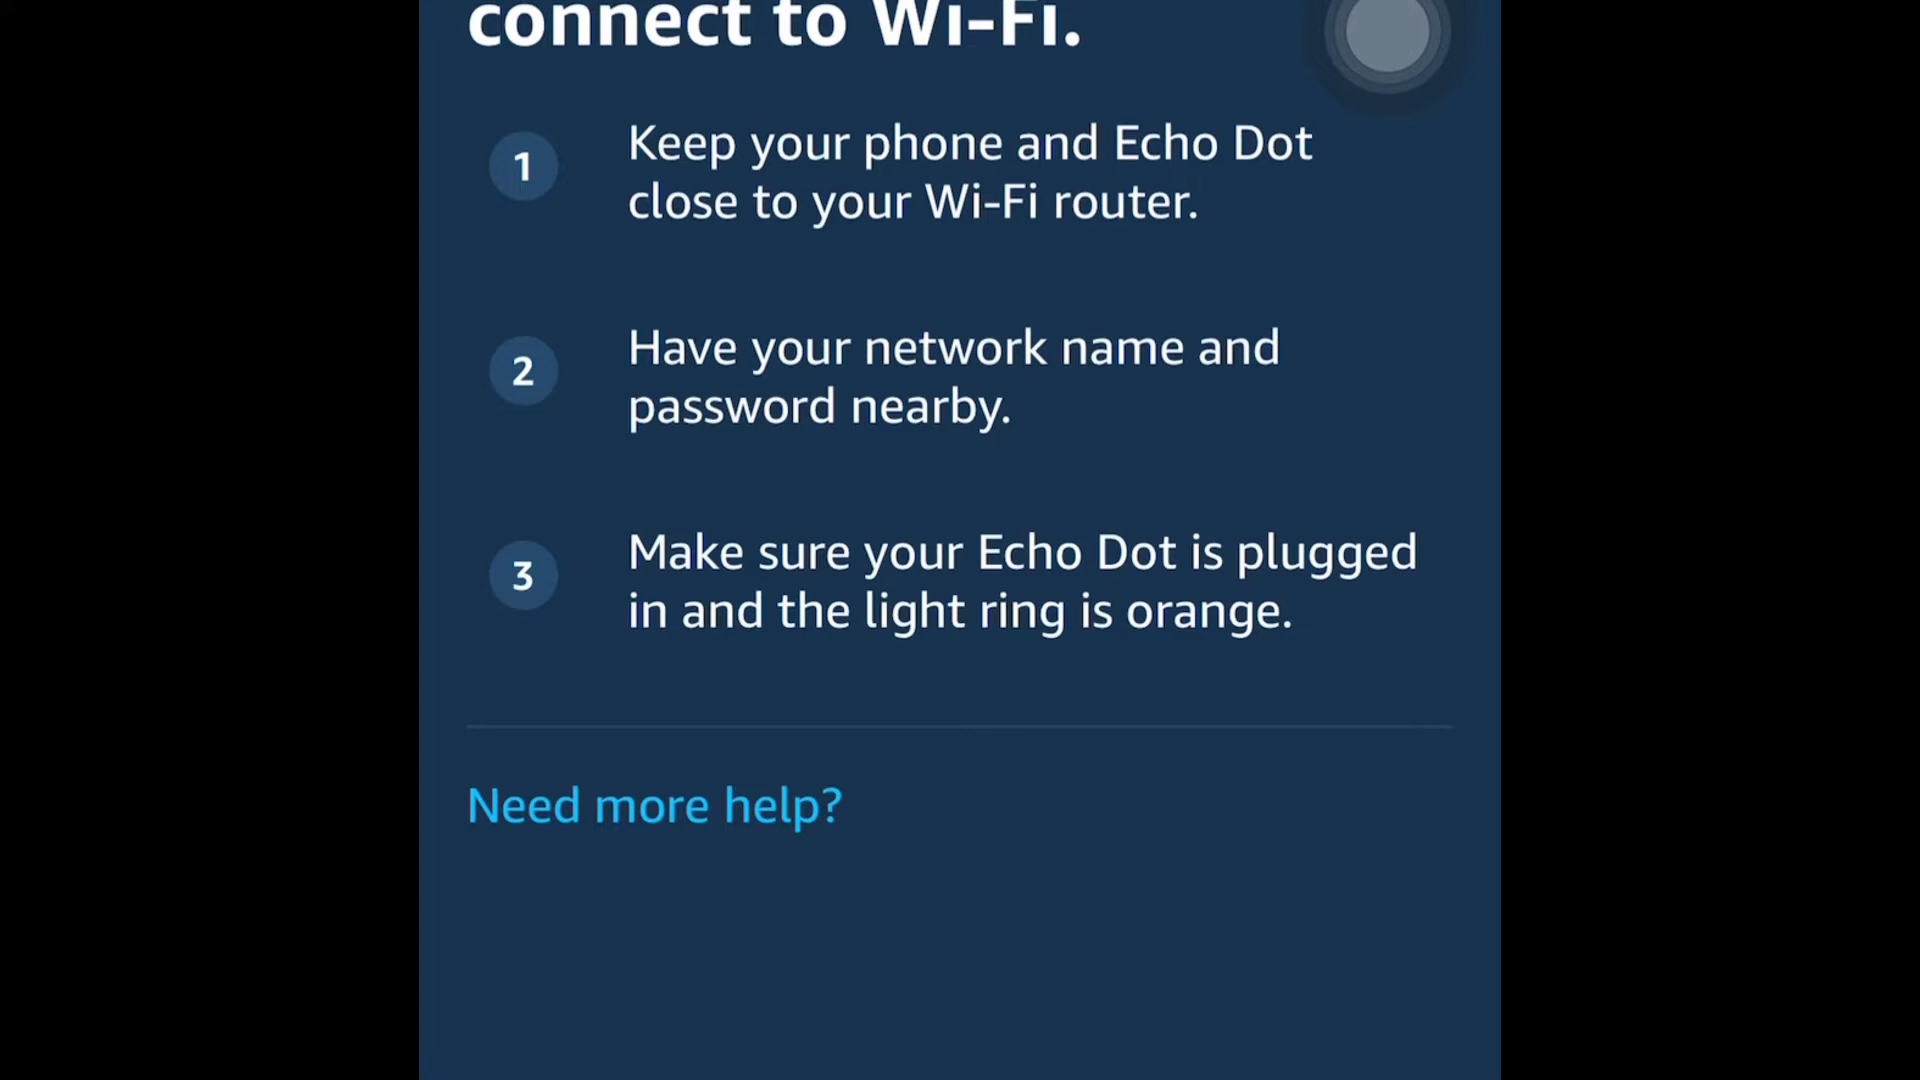 connect to Wi-Fi.
1
Keep your phone and Echo Dot
close to your Wi-Fi router.
2
Have your network name and
password nearby.
3
Make sure your Echo Dot is plugged
in and the light ring is orange.
Need more help?